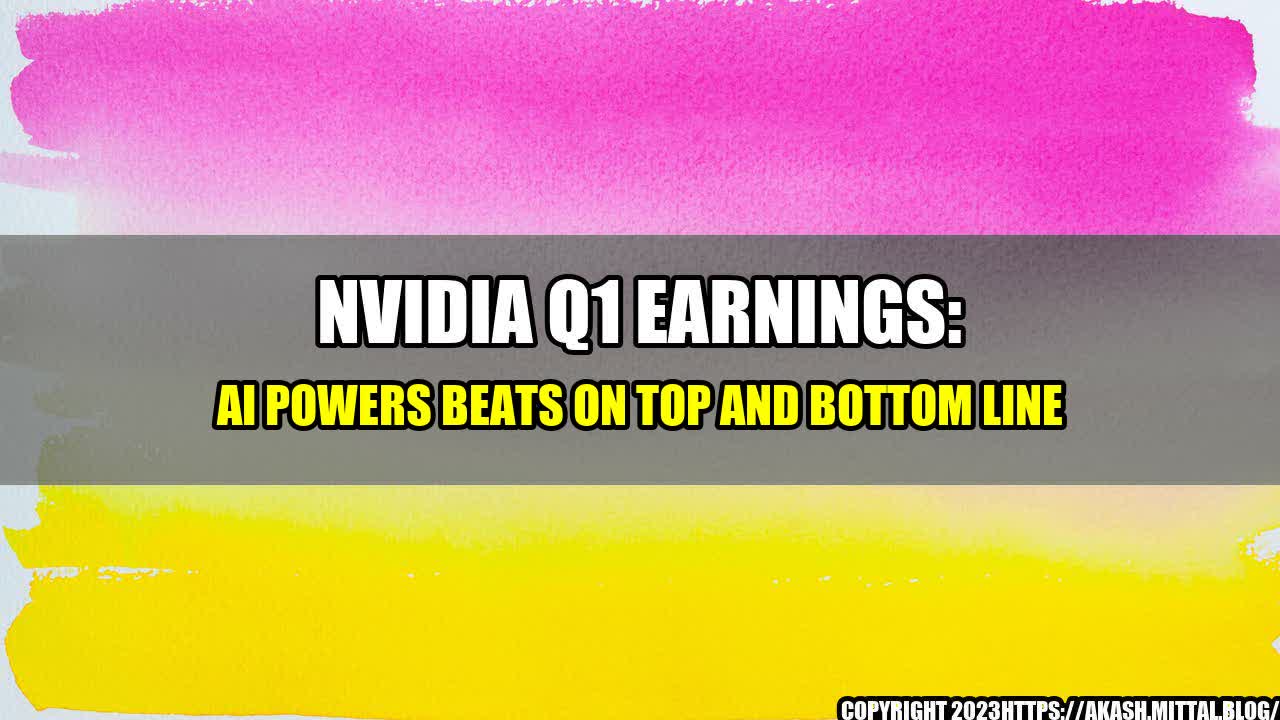 NVIDIA Q1 EARNINGS:
AI POWERS BEATS ON TOP AND BOTTOM LINE
COPYRIGHT 2023HTTPS://AKASH.MITTAL.BLOG/